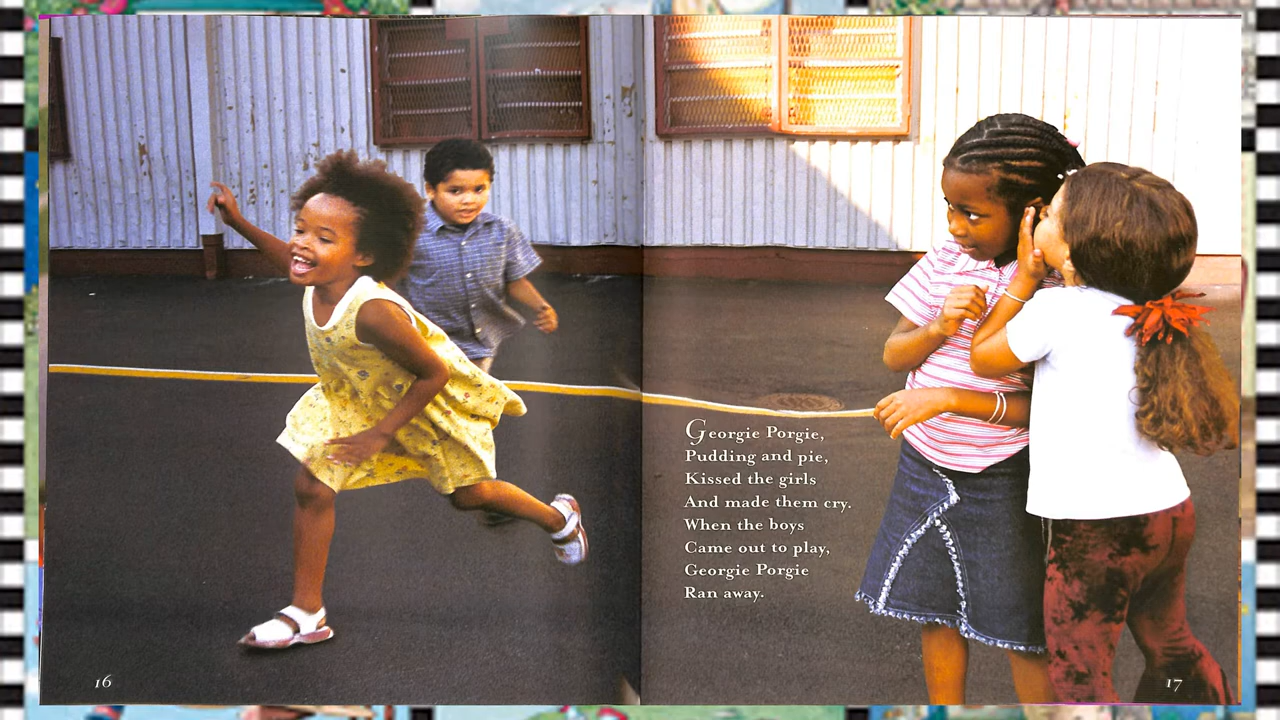 Georgie Porgie,
Pudding and pie,
Kissed the girls
And made them cry.
When the boys
Came out to play,
Georgie Porgie
Ran away.
16
17